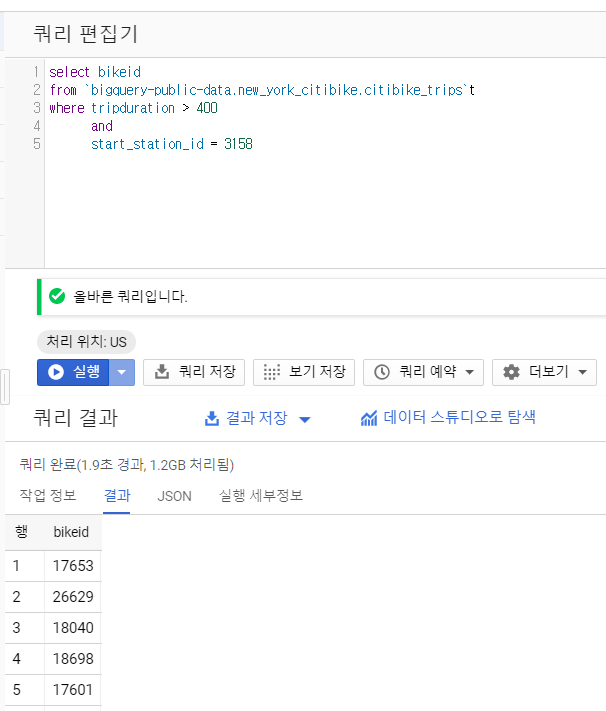 쿼리 편집기
1 select bikeid
2 from `bigquery-public-data.new_york_citibike.citibike_trips`t
3 where tripduration > 400
4 and
5 start_station_id = 3158
올바른 쿼리입니다.
처리 위치: US
실행 쿼리 저장 보기 저장 쿼리 예약 더보기
쿼리 결과 결과 저장 데이터 스튜디오로 탐색
쿼리 완료(1.9초 경과, 1.2GB 처리됨)
작업 정보 결과 JSON 실행 세부정보
행 bikeid
1 17653
2 26629
3 18040
4 18698
5 17601